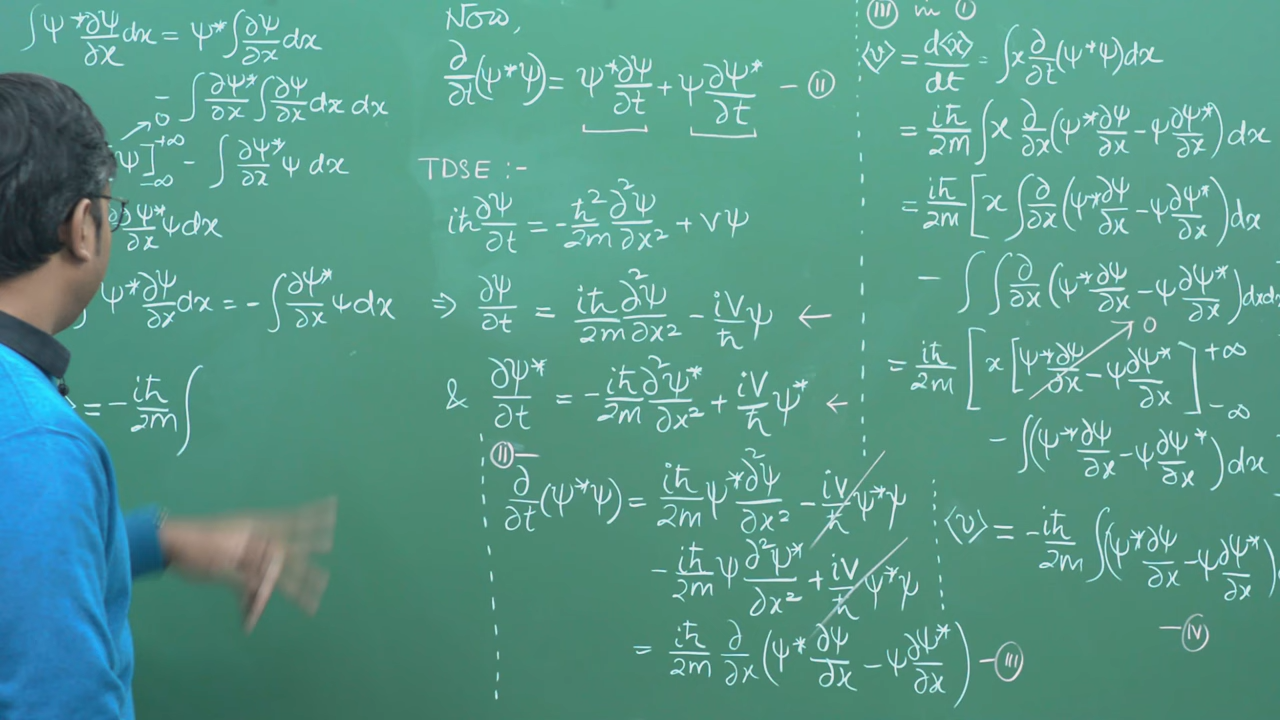 ∫ψ*∂ψ/∂x dx = ψ*∫∂ψ/∂x dx
- ∫∂ψ*/∂x ∫∂ψ/∂x dx dx
0
ψ]₋∞⁺∞ - ∫∂ψ*/∂x ψ dx
∂ψ*/∂x ψ dx
∫ψ*∂ψ/∂x dx = -∫∂ψ*/∂x ψ dx
= -iħ/2m ∫
Now,
∂/∂t(ψ*ψ) = ψ*∂ψ/∂t + ψ∂ψ*/∂t - (II)
TDSE :-
iħ∂ψ/∂t = -ħ²/2m ∂²ψ/∂x² + Vψ
⇒ ∂ψ/∂t = iħ/2m ∂²ψ/∂x² - iV/ħ ψ ←
& ∂ψ*/∂t = -iħ/2m ∂²ψ*/∂x² + iV/ħ ψ* ←
(II)-
∂/∂t(ψ*ψ) = iħ/2m ψ*∂²ψ/∂x² - iV/ħ ψ*ψ
-iħ/2m ψ∂²ψ*/∂x² + iV/ħ ψ*ψ
= iħ/2m ∂/∂x(ψ*∂ψ/∂x - ψ∂ψ*/∂x) - (III)
(III) in (I)
⟨v⟩ = d⟨x⟩/dt = ∫x∂/∂t(ψ*ψ)dx
= iħ/2m ∫x ∂/∂x(ψ*∂ψ/∂x - ψ∂ψ*/∂x)dx
= iħ/2m [x∫∂/∂x(ψ*∂ψ/∂x - ψ∂ψ*/∂x)dx
- ∫∫∂/∂x(ψ*∂ψ/∂x - ψ∂ψ*/∂x)dxdx
0
= iħ/2m [x[ψ*∂ψ/∂x - ψ∂ψ*/∂x]₋∞⁺∞
- ∫(ψ*∂ψ/∂x - ψ∂ψ*/∂x)dx
⟨v⟩ = -iħ/2m ∫(ψ*∂ψ/∂x - ψ∂ψ*/∂x)
- (IV)